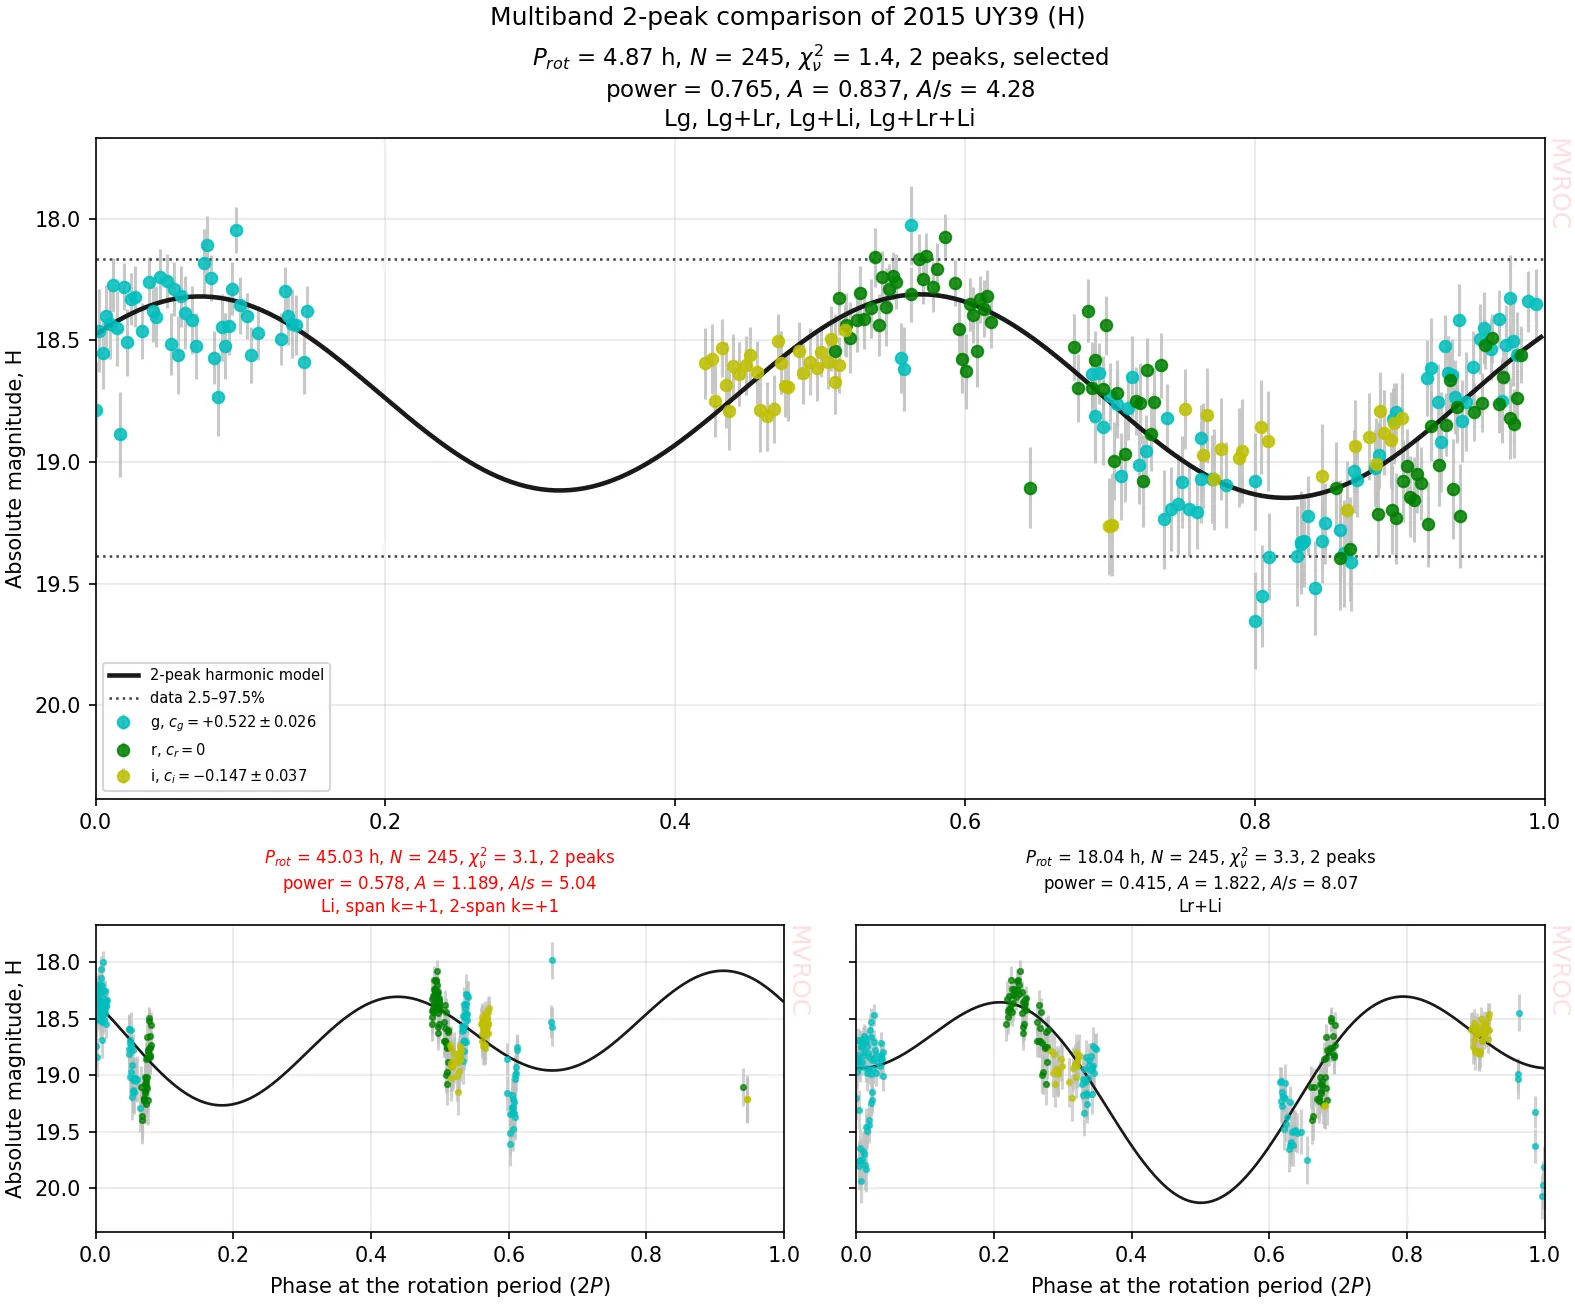 Multiband 2-peak comparison of 2015 UY39 (H)
P_rot = 4.87 h, N = 245, χ²_ν = 1.4, 2 peaks, selected
power = 0.765, A = 0.837, A/s = 4.28
Lg, Lg+Lr, Lg+Li, Lg+Lr+Li
MVROC
Absolute magnitude, H
18.0
18.5
19.0
19.5
20.0
2-peak harmonic model
data 2.5–97.5%
g, c_g = +0.522 ± 0.026
r, c_r = 0
i, c_i = −0.147 ± 0.037
0.0 0.2 0.4 0.6 0.8 1.0
P_rot = 45.03 h, N = 245, χ²_ν = 3.1, 2 peaks
power = 0.578, A = 1.189, A/s = 5.04
Li, span k=+1, 2-span k=+1
MVROC
Absolute magnitude, H
18.0
18.5
19.0
19.5
20.0
0.0 0.2 0.4 0.6 0.8 1.0
Phase at the rotation period (2P)
P_rot = 18.04 h, N = 245, χ²_ν = 3.3, 2 peaks
power = 0.415, A = 1.822, A/s = 8.07
Lr+Li
MVROC
0.0 0.2 0.4 0.6 0.8 1.0
Phase at the rotation period (2P)